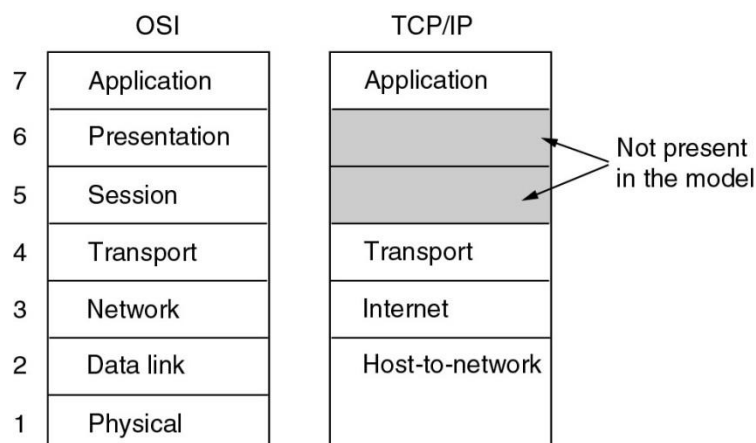 OSI TCP/IP
7 Application Application
6 Presentation
5 Session
Not present
in the model
4 Transport Transport
3 Network Internet
2 Data link Host-to-network
1 Physical